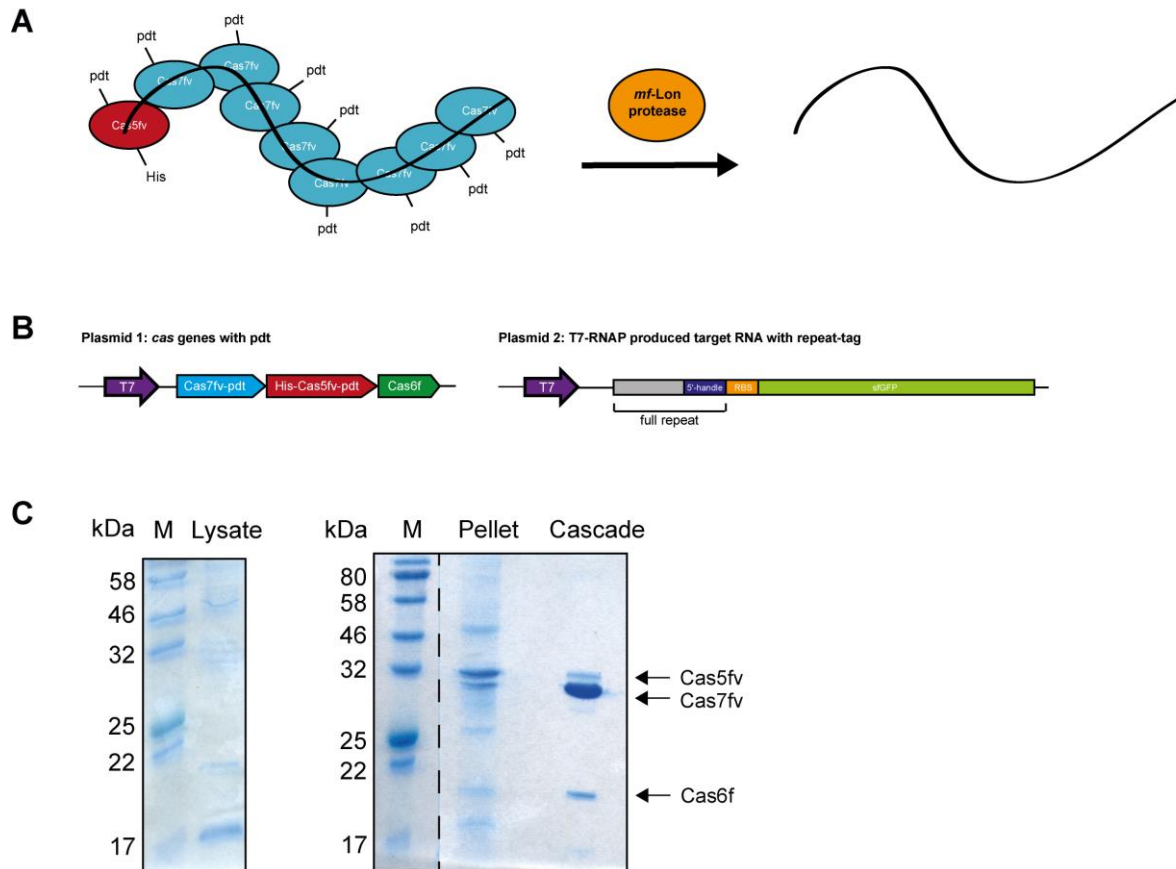 A
pdt
pdt
pdt
pdt
pdt
pdt
pdt
pdt
pdt
Cas5fv
Cas7fv
Cas7fv
Cas7fv
Cas7fv
Cas7fv
Cas7fv
Cas7fv
Cas7fv
His
mf-Lon
protease
B
Plasmid 1: cas genes with pdt
T7
Cas7fv-pdt
His-Cas5fv-pdt
Cas6f
Plasmid 2: T7-RNAP produced target RNA with repeat-tag
T7
5'-handle
RBS
sfGFP
full repeat
C
kDa M Lysate
58
46
32
25
22
17
kDa M Pellet Cascade
80
58
46
32
25
22
17
Cas5fv
Cas7fv
Cas6f